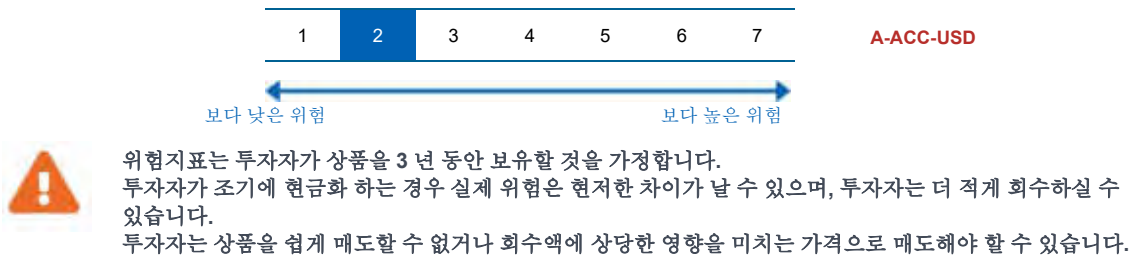 1 2 3 4 5 6 7 A-ACC-USD
보다 낮은 위험 보다 높은 위험
위험지표는 투자자가 상품을 3 년 동안 보유할 것을 가정합니다.
투자자가 조기에 현금화 하는 경우 실제 위험은 현저한 차이가 날 수 있으며, 투자자는 더 적게 회수하실 수
있습니다.
투자자는 상품을 쉽게 매도할 수 없거나 회수액에 상당한 영향을 미치는 가격으로 매도해야 할 수 있습니다.